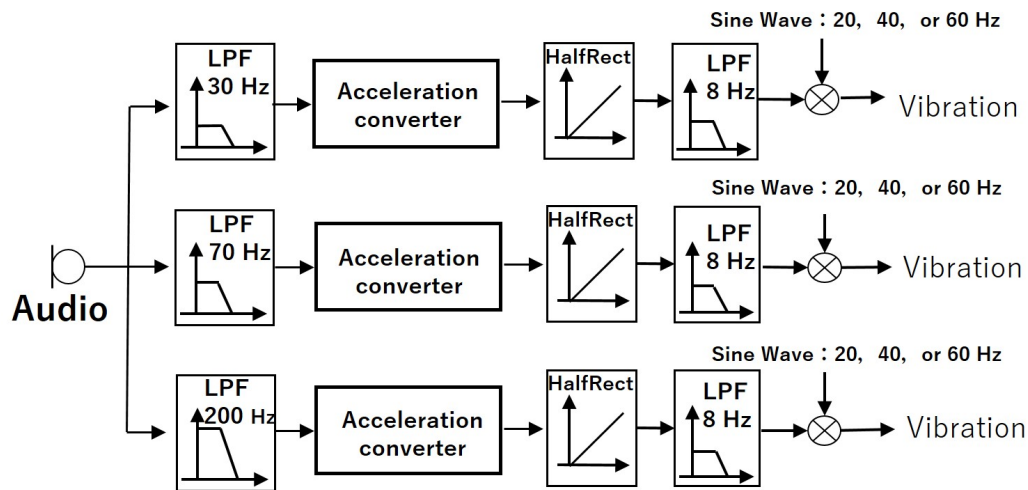 Sine Wave：20, 40, or 60 Hz
LPF
30 Hz
Acceleration
converter
HalfRect
LPF
8 Hz
Vibration
Sine Wave：20, 40, or 60 Hz
LPF
70 Hz
Acceleration
converter
HalfRect
LPF
8 Hz
Vibration
Audio
Sine Wave：20, 40, or 60 Hz
LPF
200 Hz
Acceleration
converter
HalfRect
LPF
8 Hz
Vibration